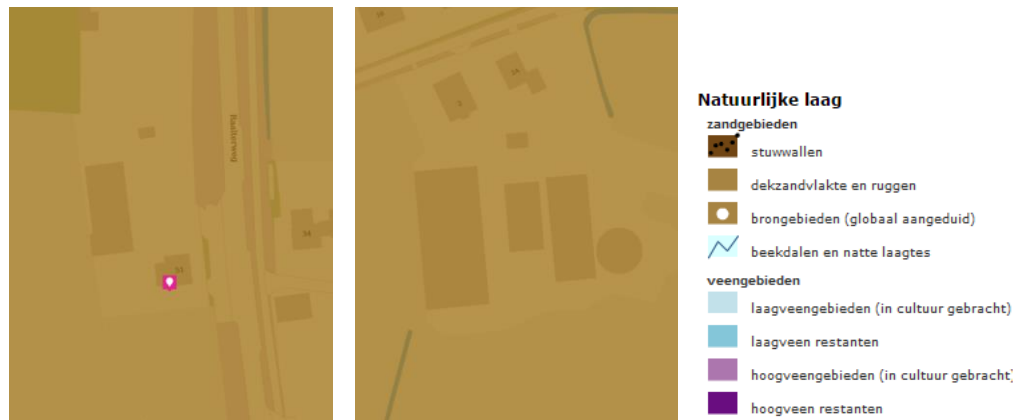 Raalterweg
Natuurlijke laag
zandgebieden
stuwwallen
dekzandvlakte en ruggen
brongebieden (globaal aangeduid)
beekdalen en natte laagtes
veengebieden
laagveengebieden (in cultuur gebracht)
laagveen restanten
hoogveengebieden (in cultuur gebracht)
hoogveen restanten